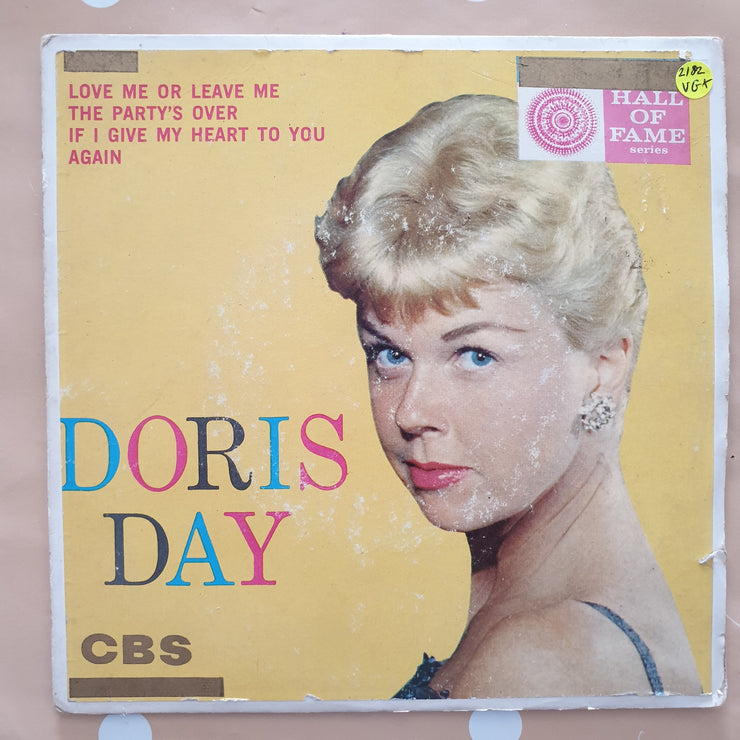 LOVE ME OR LEAVE ME
THE PARTY'S OVER
IF I GIVE MY HEART TO YOU
AGAIN
2182
VG+
HALL
OF
FAME
series
DORIS
DAY
CBS